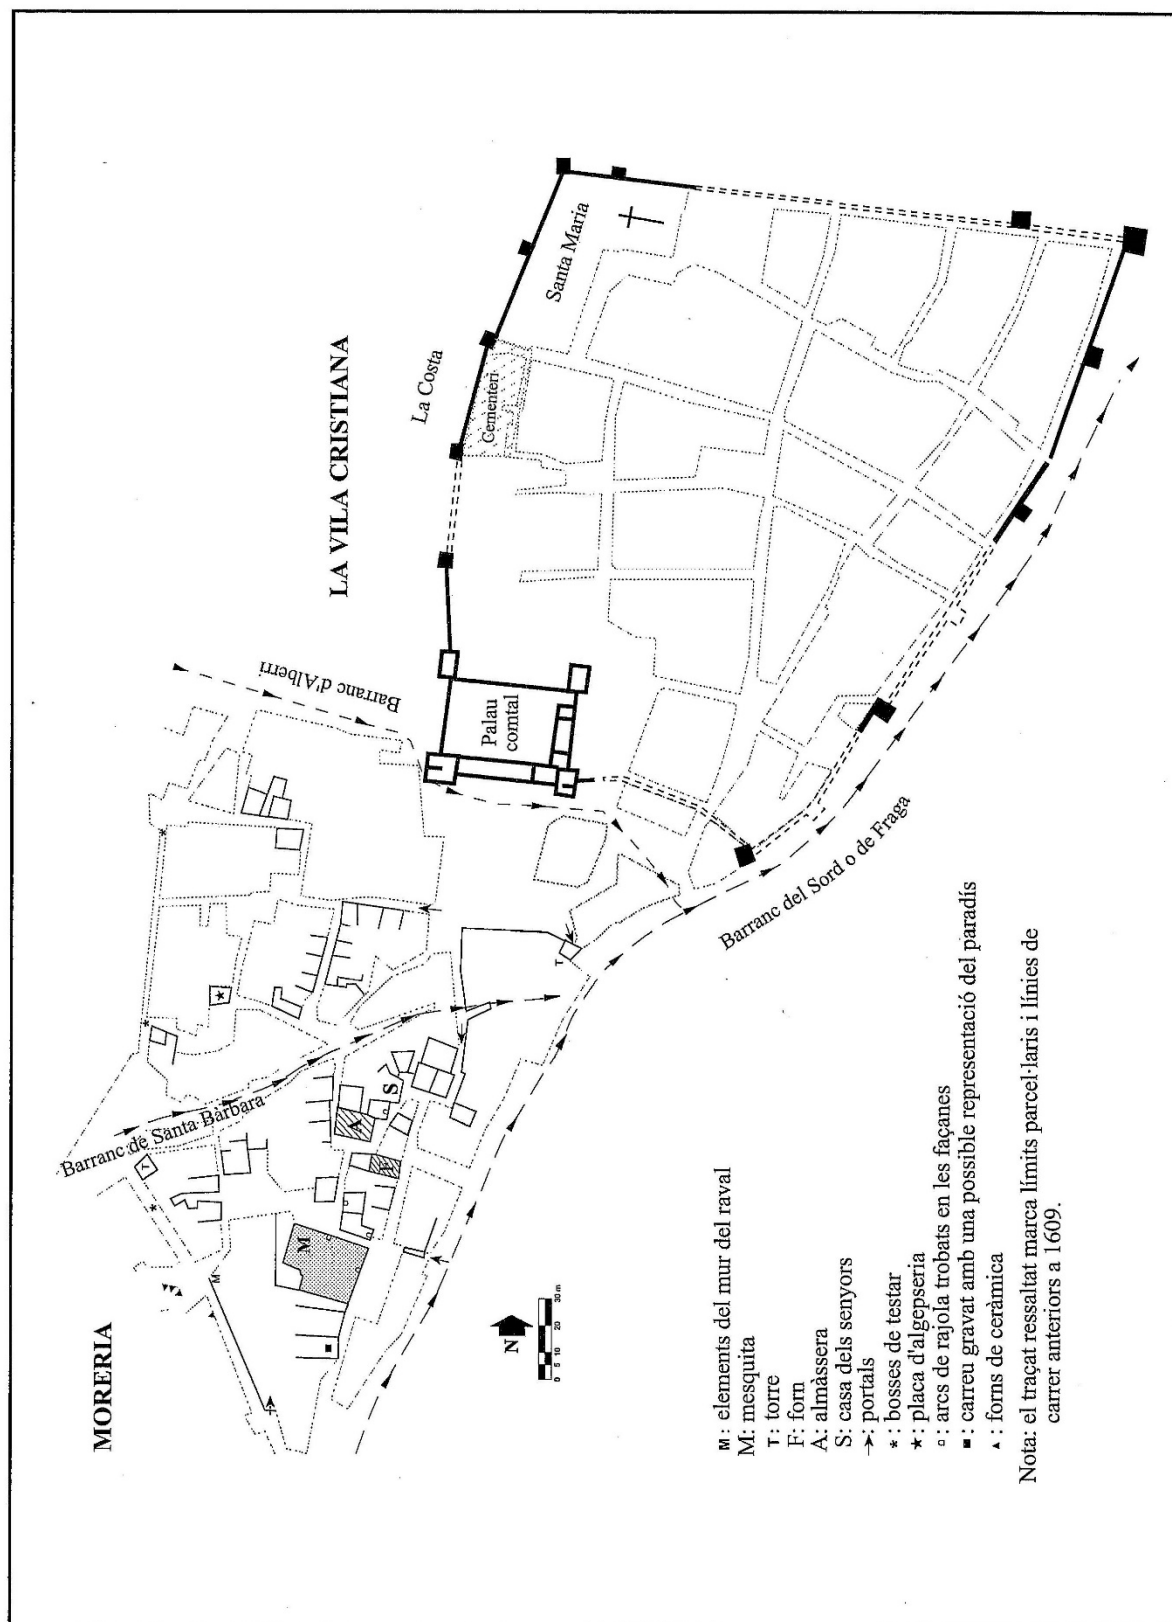 MORERIA
LA VILA CRISTIANA
Barranc de Santa Bàrbara
Barranc d'Alberri
La Costa
Cementeri
Santa Maria
Palau
comtal
Barranc del Sord o de Fraga
M
M
T
T
A
F
S
N
0 5 10 20 30 m
M: elements del mur del raval
M: mesquita
T: torre
F: forn
A: almàssera
S: casa dels senyors
→: portals
*: bosses de testar
★: placa d'algepseria
▫: arcs de rajola trobats en les façanes
■: carreu gravat amb una possible representació del paradís
▲: forns de ceràmica
Nota: el traçat ressaltat marca límits parcel·laris i línies de
carrer anteriors a 1609.